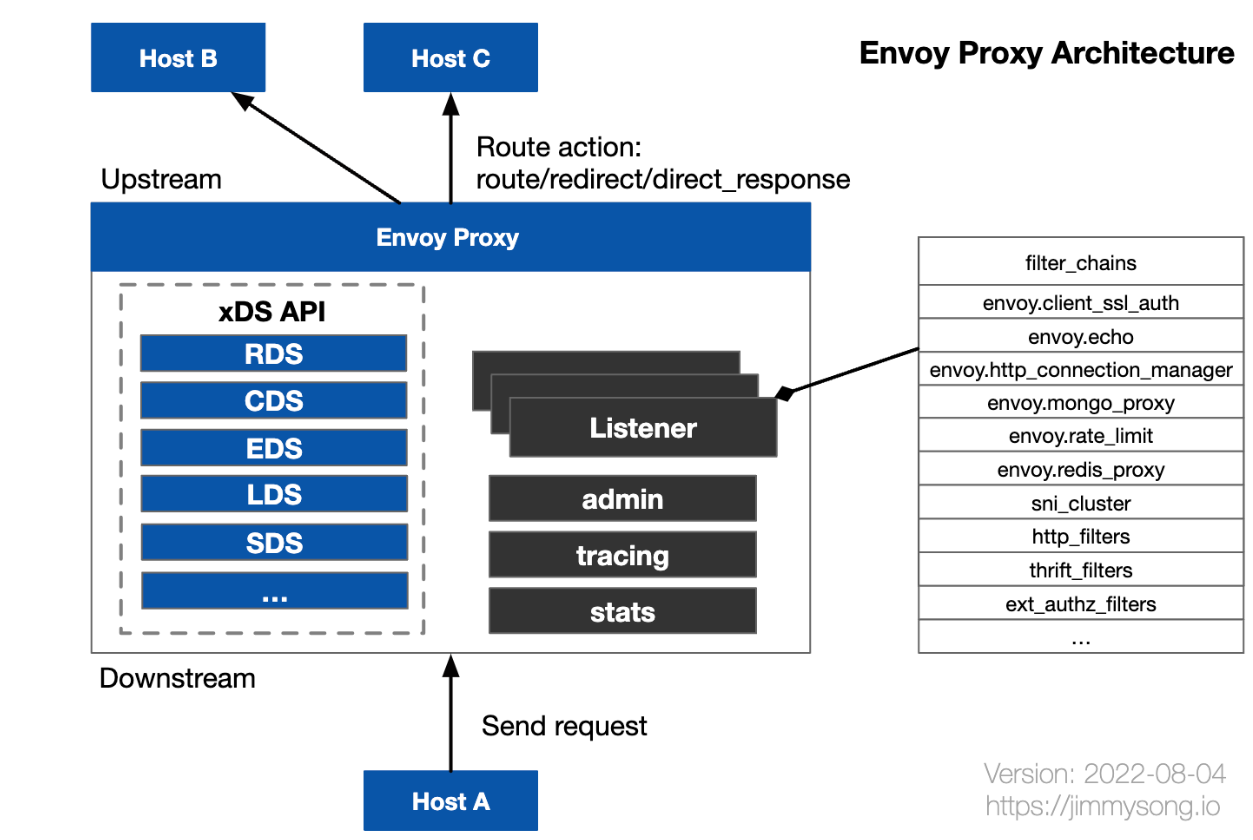 Host B
Host C
Envoy Proxy Architecture
Route action:
route/redirect/direct_response
Upstream
Envoy Proxy
xDS API
RDS
CDS
EDS
LDS
SDS
...
Listener
admin
tracing
stats
filter_chains
envoy.client_ssl_auth
envoy.echo
envoy.http_connection_manager
envoy.mongo_proxy
envoy.rate_limit
envoy.redis_proxy
sni_cluster
http_filters
thrift_filters
ext_authz_filters
...
Downstream
Send request
Host A
Version: 2022-08-04
https://jimmysong.io